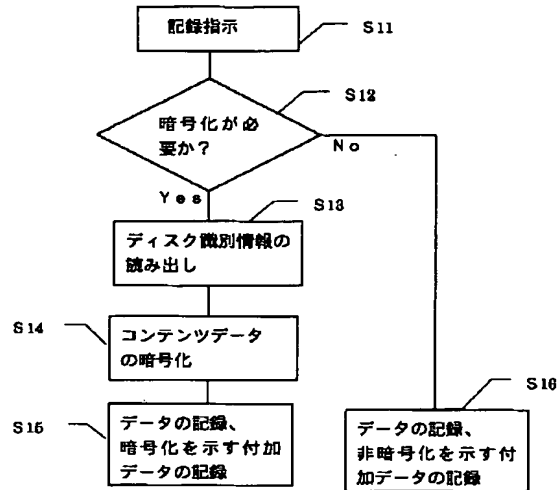 記録指示
S11
S12
暗号化が必
要か?
No
Yes
S13
ディスク識別情報の
読み出し
S14
コンテンツデータ
の暗号化
S15
データの記録、
暗号化を示す付加
データの記録
S16
データの記録、
非暗号化を示す付
加データの記録